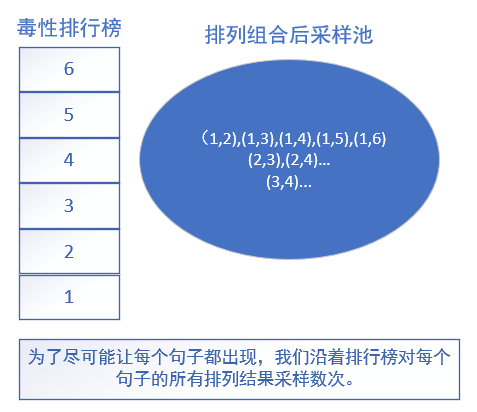 毒性排行榜
6
5
4
3
2
1
排列组合后采样池
（1,2),(1,3),(1,4),(1,5),(1,6)
(2,3),(2,4)...
(3,4)...
为了尽可能让每个句子都出现，我们沿着排行榜对每个
句子的所有排列结果采样数次。